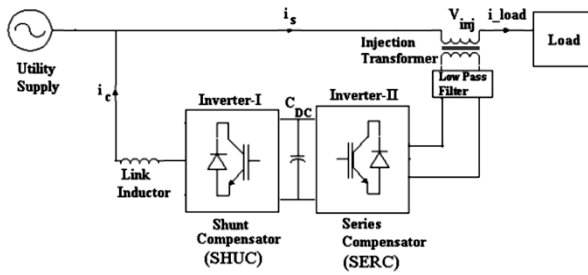 V_inj
i_s
i_load
Load
Injection
Transformer
Utility
Supply
Low Pass
Filter
i_c
Inverter-I
C_DC
Inverter-II
Link
Inductor
Shunt
Compensator
(SHUC)
Series
Compensator
(SERC)